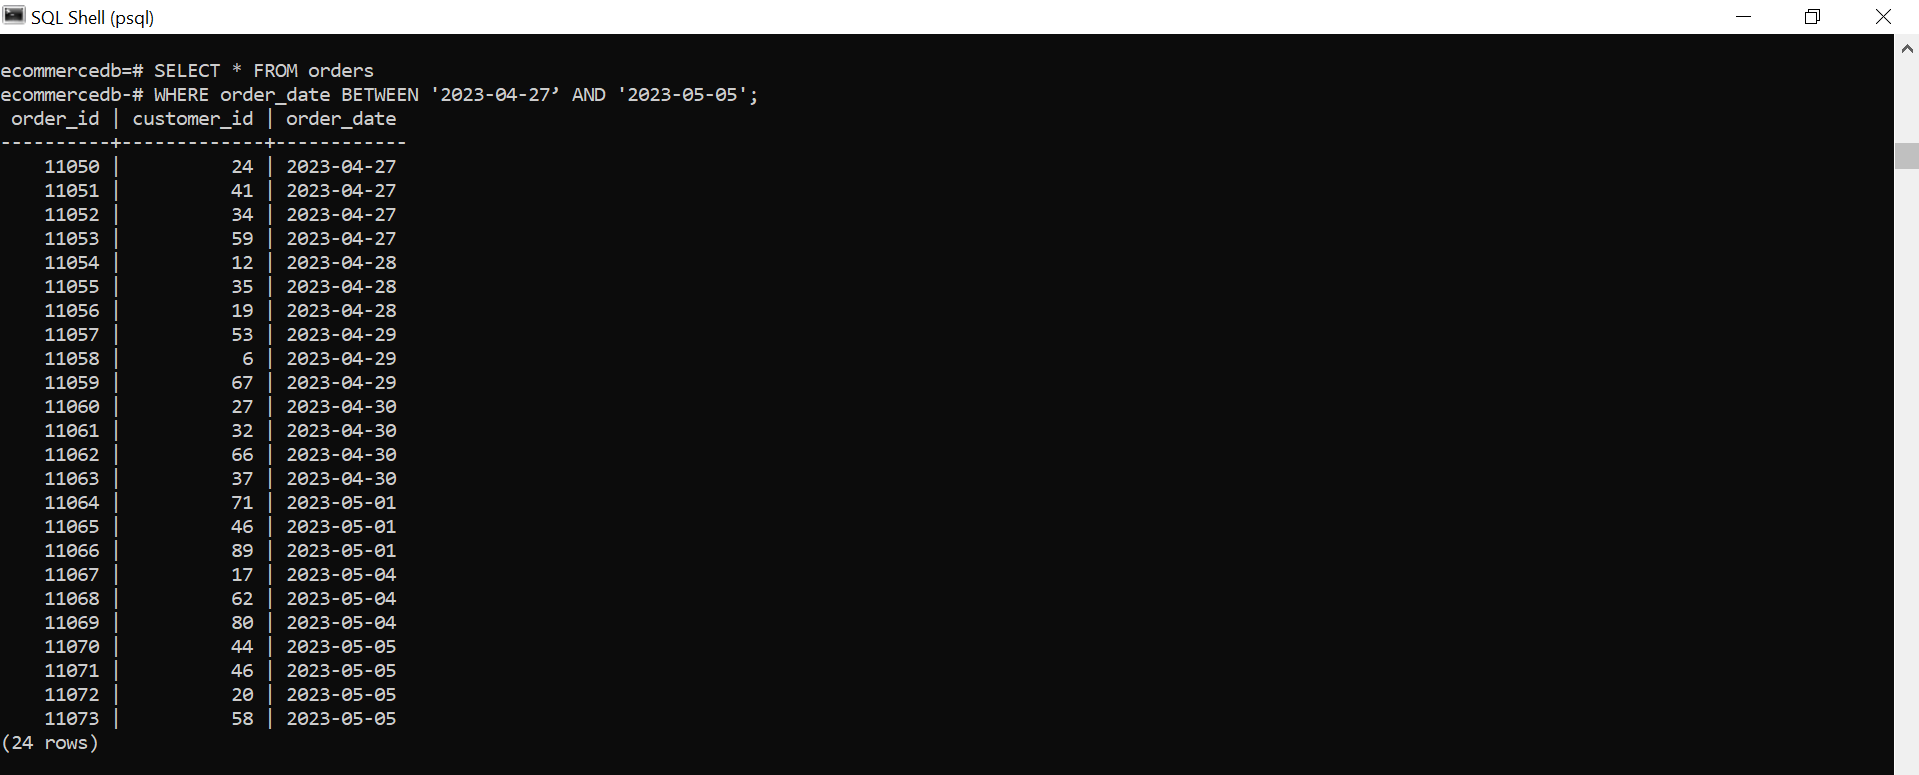 SQL Shell (psql)
ecommercedb=# SELECT * FROM orders
ecommercedb-# WHERE order_date BETWEEN '2023-04-27’ AND '2023-05-05';
 order_id | customer_id | order_date
----------+-------------+------------
    11050 |          24 | 2023-04-27
    11051 |          41 | 2023-04-27
    11052 |          34 | 2023-04-27
    11053 |          59 | 2023-04-27
    11054 |          12 | 2023-04-28
    11055 |          35 | 2023-04-28
    11056 |          19 | 2023-04-28
    11057 |          53 | 2023-04-29
    11058 |           6 | 2023-04-29
    11059 |          67 | 2023-04-29
    11060 |          27 | 2023-04-30
    11061 |          32 | 2023-04-30
    11062 |          66 | 2023-04-30
    11063 |          37 | 2023-04-30
    11064 |          71 | 2023-05-01
    11065 |          46 | 2023-05-01
    11066 |          89 | 2023-05-01
    11067 |          17 | 2023-05-04
    11068 |          62 | 2023-05-04
    11069 |          80 | 2023-05-04
    11070 |          44 | 2023-05-05
    11071 |          46 | 2023-05-05
    11072 |          20 | 2023-05-05
    11073 |          58 | 2023-05-05
(24 rows)